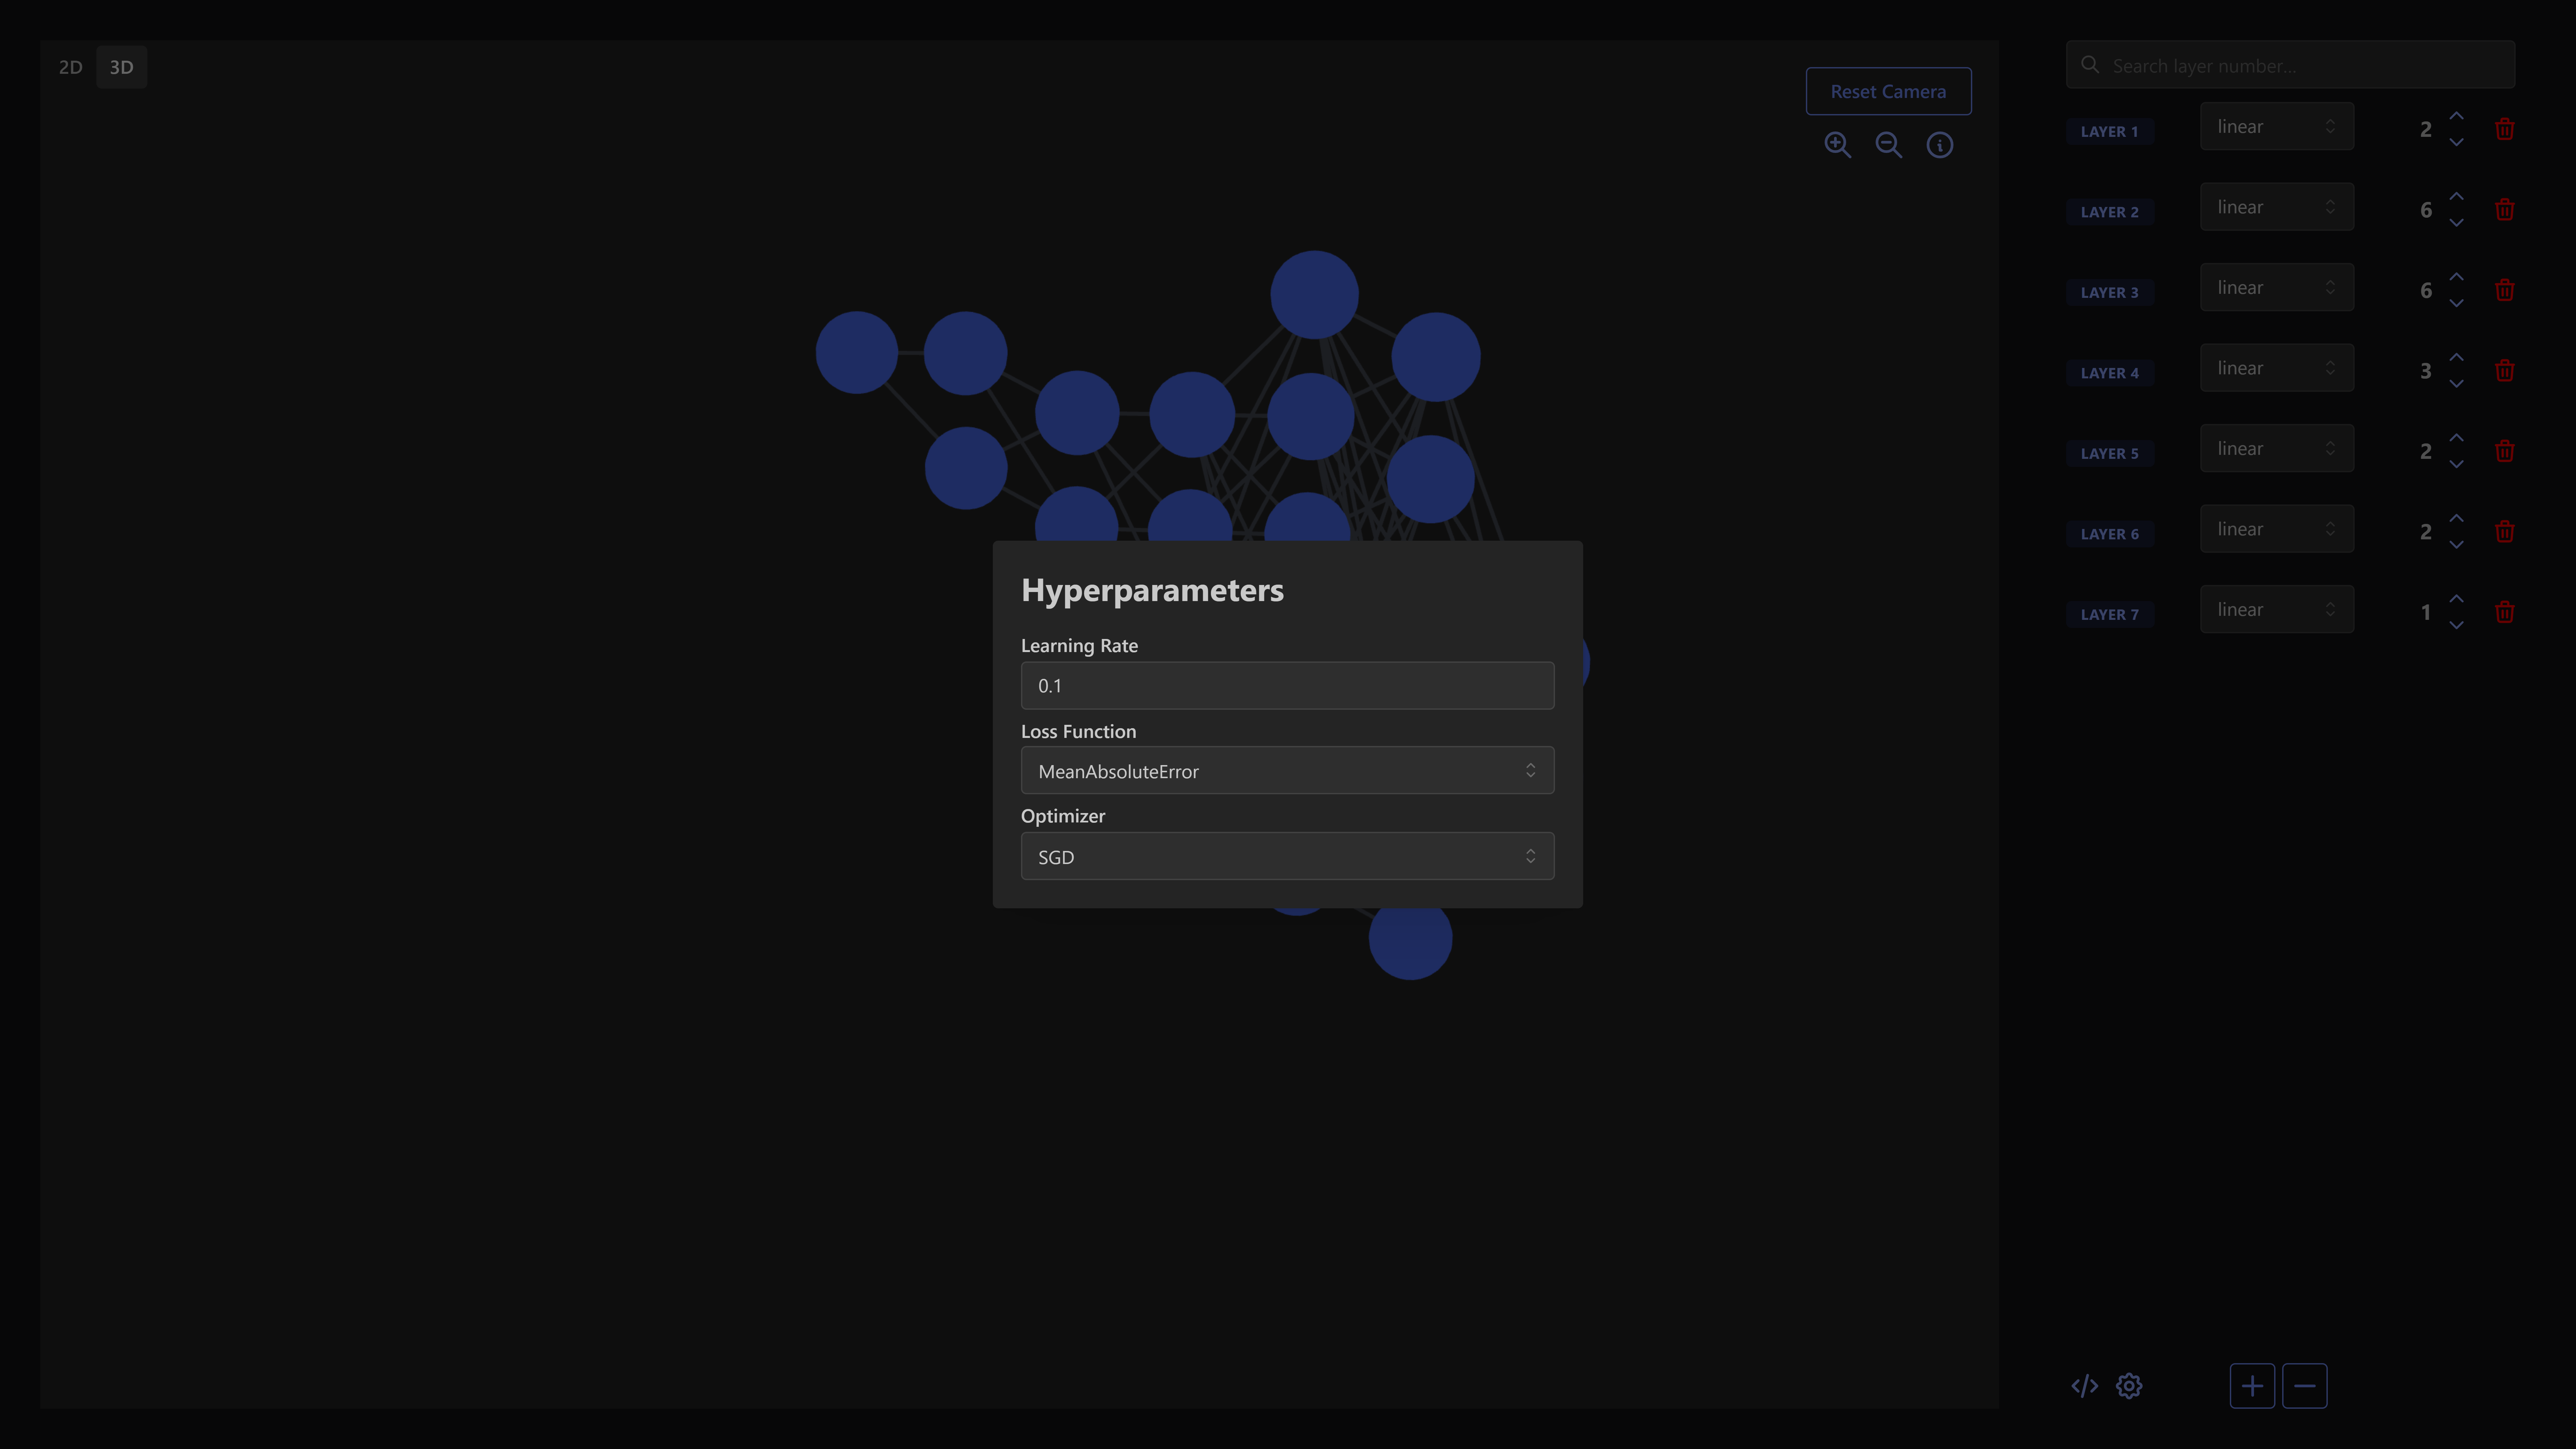 2D 3D
Reset Camera
Search layer number...
LAYER 1 linear 2
LAYER 2 linear 6
LAYER 3 linear 6
LAYER 4 linear 3
LAYER 5 linear 2
LAYER 6 linear 2
LAYER 7 linear 1
Hyperparameters
Learning Rate
0.1
Loss Function
MeanAbsoluteError
Optimizer
SGD